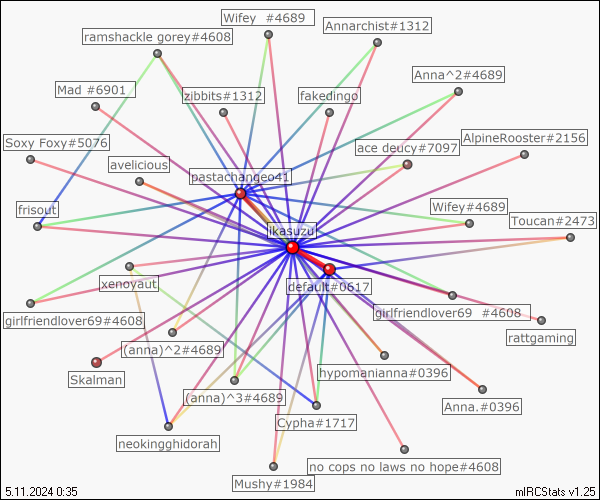 Wifey #4689
Annarchist#1312
ramshackle gorey#4608
Anna^2#4689
Mad #6901
zibbits#1312
fakedingo
Soxy Foxy#5076
ace deucy#7097
AlpineRooster#2156
avelicious
pastachangeo41
frisout
Wifey#4689
Toucan#2473
ikasuzu
xenoyaut
default#0617
girlfriendlover69#4608
girlfriendlover69 #4608
rattgaming
(anna)^2#4689
Skalman
hypomanianna#0396
(anna)^3#4689
Anna.#0396
Cypha#1717
neokingghidorah
no cops no laws no hope#4608
Mushy#1984
5.11.2024 0:35
mIRCStats v1.25